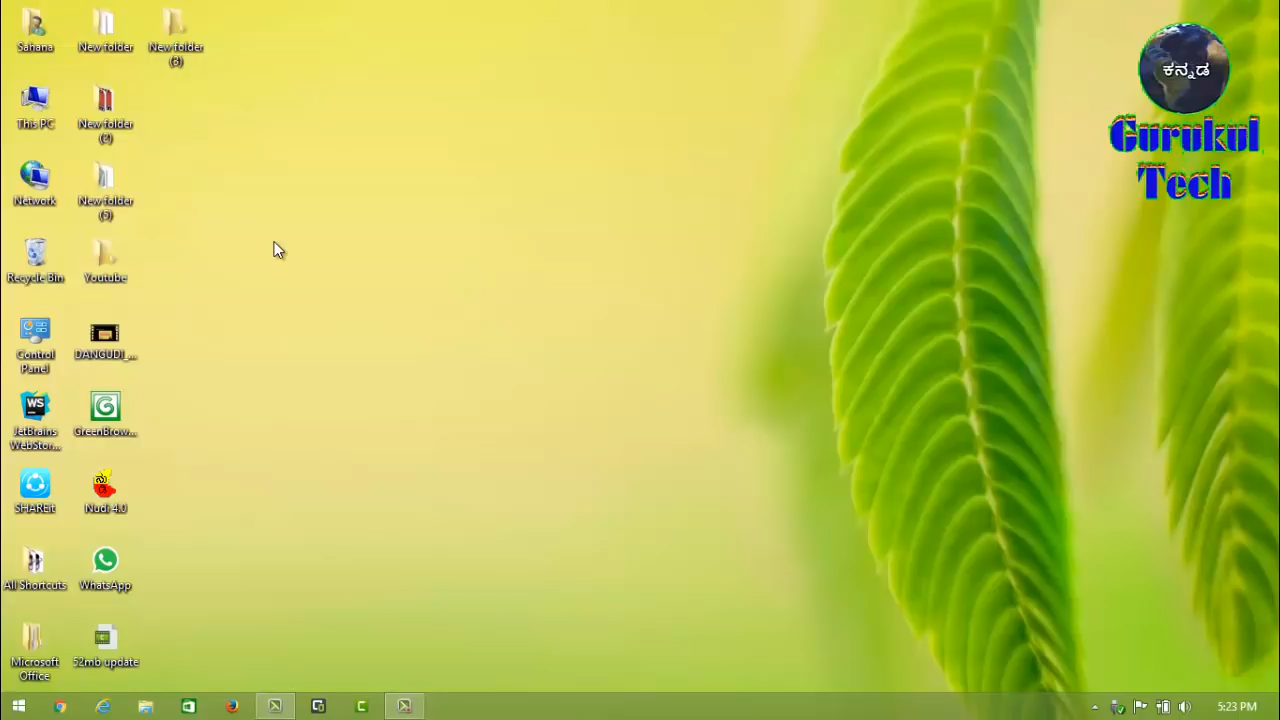 Sahana
New folder
New folder
(3)
ಕನ್ನಡ
Gurukul
Tech
This PC
New folder
(2)
Network
New folder
(5)
Recycle Bin
Youtube
Control
Panel
DANGUDI_...
WS
JetBrains
WebStor...
G
GreenBrow...
SHAREit
ನು
Nudi 4.0
All Shortcuts
WhatsApp
Microsoft
Office
52mb update
5:23 PM